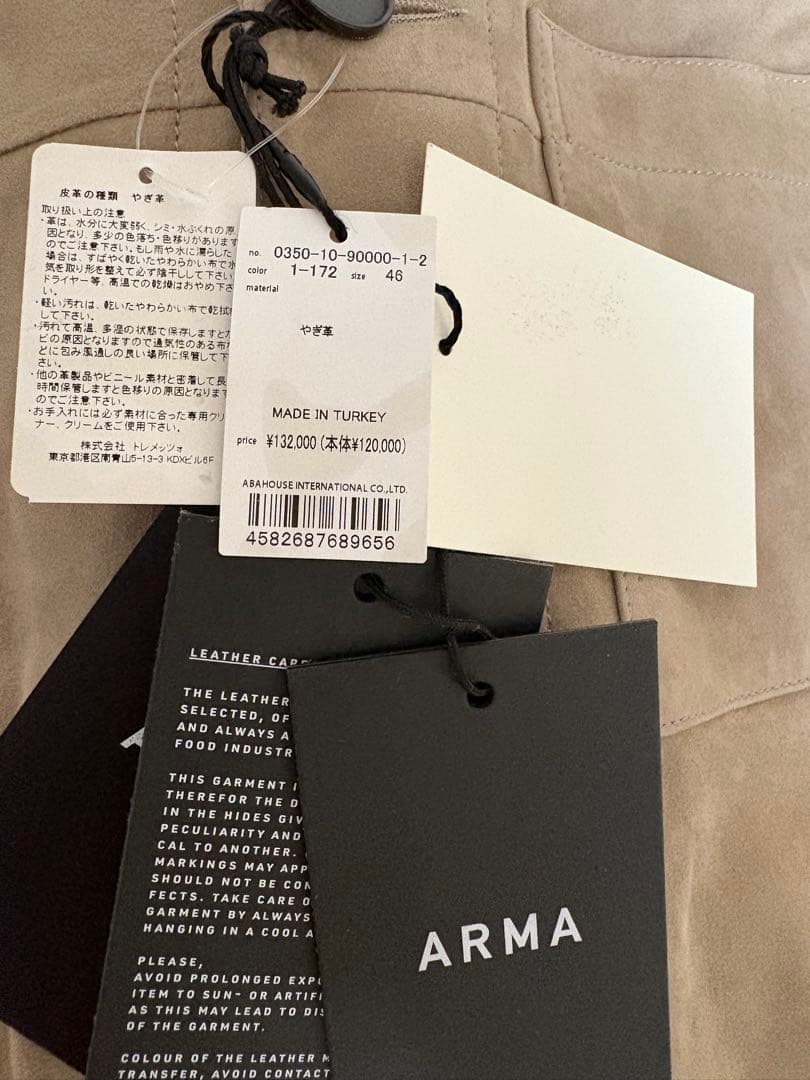 皮革の種類 やぎ革
取り扱い上の注意
・革は、水分に大変弱く、シミ・水ぶくれの原
因となり、多少の色落ち・色移りがあります
のでご注意下さい。もし雨や水に濡らした
場合は、すばやく乾いたやわらかい布で水
気を取り形を整えて必ず陰干しして下さい
ドライヤー等、高温での乾燥はおやめ下さ
い。
・軽い汚れは、乾いたやわらかい布で乾拭
して下さい。
・汚れて高温、多湿の状態で保存しますとカ
ビの原因となりますので通気性のある布
どに包み風通しの良い場所に保管して下
さい。
・他の革製品やビニール素材と密着して長
時間保管しますと色移りの原因となります
のでご注意下さい。
・お手入れには必ず素材に合った専用クリ
ナー、クリームをご使用下さい。
株式会社 トレメッツォ
東京都港区南青山5-13-3 KDXビル6F
no. 0350-10-90000-1-2
color 1-172 size 46
material
やぎ革
MADE IN TURKEY
price ¥132,000 (本体¥120,000)
ABAHOUSE INTERNATIONAL CO.,LTD.
4582687689656
LEATHER CARE
THE LEATHER
SELECTED, OF
AND ALWAYS A
FOOD INDUSTR
THIS GARMENT I
THEREFOR THE D
IN THE HIDES GIV
PECULIARITY AND
CAL TO ANOTHER.
MARKINGS MAY APP
SHOULD NOT BE CON
FECTS. TAKE CARE O
GARMENT BY ALWAYS
HANGING IN A COOL A
PLEASE,
AVOID PROLONGED EXPO
ITEM TO SUN- OR ARTIFI
AS THIS MAY LEAD TO DIS
OF THE GARMENT.
COLOUR OF THE LEATHER M
TRANSFER, AVOID CONTACT
ARMA